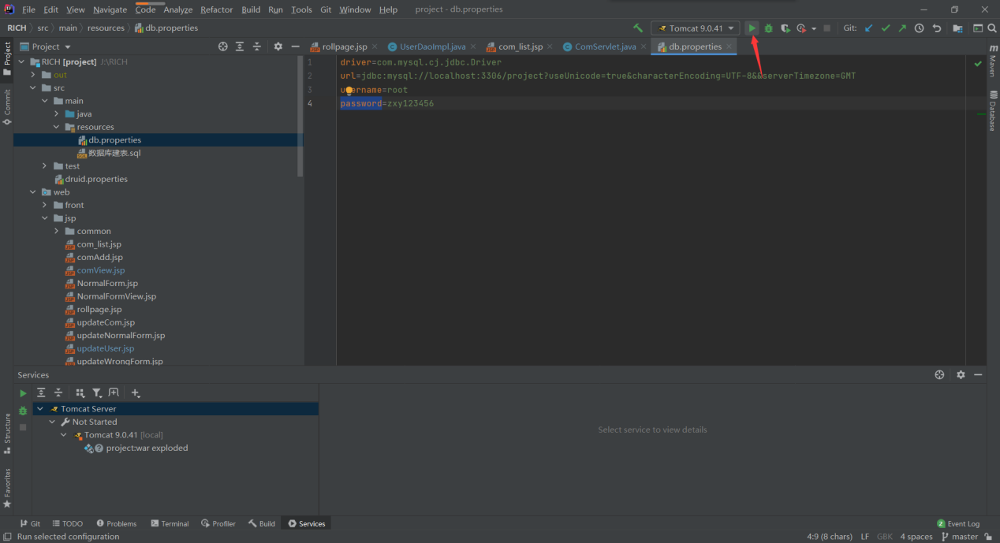 File Edit View Navigate Code Analyze Refactor Build Run Tools Git Window Help project - db.properties
RICH src main resources db.properties Tomcat 9.0.41 Git:
Project rollpage.jsp UserDaoImpl.java com_list.jsp ComServlet.java db.properties
Project
Commit
Structure
Favorites
RICH [project] J:\RICH
out
src
main
java
resources
db.properties
数据库建表.sql
test
druid.properties
web
front
jsp
common
com_list.jsp
comAdd.jsp
comView.jsp
NormalForm.jsp
NormalFormView.jsp
rollpage.jsp
updateCom.jsp
updateNormalForm.jsp
updateUser.jsp
updateWrongForm.jsp
1 driver=com.mysql.cj.jdbc.Driver
2 url=jdbc:mysql://localhost:3306/project?useUnicode=true&characterEncoding=UTF-8&&serverTimezone=GMT
3 username=root
4 password=zxy123456
m
Maven
Database
Services
Tomcat Server
Not Started
Tomcat 9.0.41 [local]
project:war exploded
Select service to view details
Git TODO Problems Terminal Profiler Build Services 2 Event Log
Run selected configuration 4:9 (8 chars) LF GBK 4 spaces master